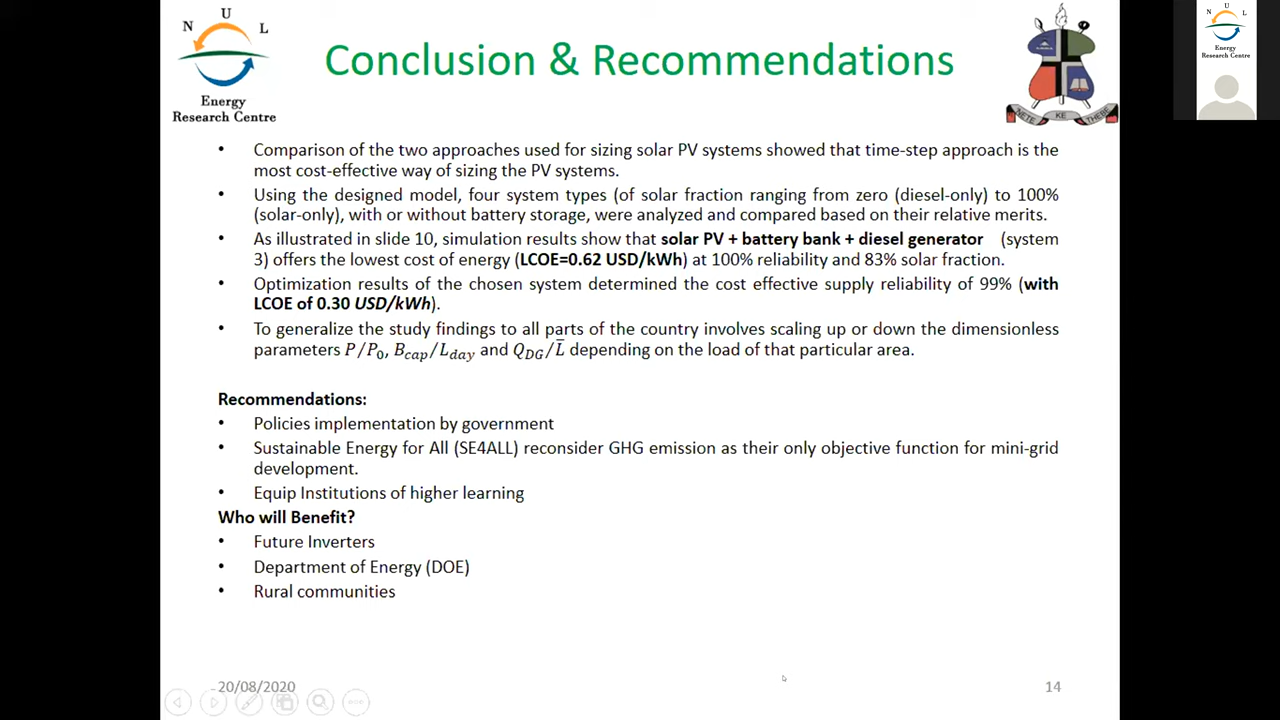 N U L
Energy
Research Centre
Conclusion & Recommendations
NETE KE THEBE
N U L
Energy
Research Centre
• Comparison of the two approaches used for sizing solar PV systems showed that time-step approach is the
most cost-effective way of sizing the PV systems.
• Using the designed model, four system types (of solar fraction ranging from zero (diesel-only) to 100%
(solar-only), with or without battery storage, were analyzed and compared based on their relative merits.
• As illustrated in slide 10, simulation results show that solar PV + battery bank + diesel generator (system
3) offers the lowest cost of energy (LCOE=0.62 USD/kWh) at 100% reliability and 83% solar fraction.
• Optimization results of the chosen system determined the cost effective supply reliability of 99% (with
LCOE of 0.30 USD/kWh).
• To generalize the study findings to all parts of the country involves scaling up or down the dimensionless
parameters P/P₀, B_cap/L_day and Q_DG/L̄ depending on the load of that particular area.
Recommendations:
• Policies implementation by government
• Sustainable Energy for All (SE4ALL) reconsider GHG emission as their only objective function for mini-grid
development.
• Equip Institutions of higher learning
Who will Benefit?
• Future Inverters
• Department of Energy (DOE)
• Rural communities
20/08/2020
14